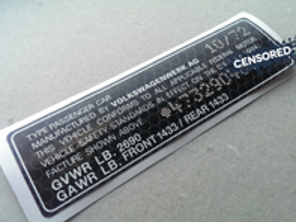 CENSORED
TYPE PASSENGER CAR 10/72
MANUFACTURED BY VOLKSWAGENWERK AG
THIS VEHICLE CONFORMS TO ALL APPLICABLE FEDERAL MOTOR
VEHICLE SAFETY STANDARDS IN EFFECT ON THE
FACTURE SHOWN ABOVE
GVWR LB. 2690
GAWR LB. FRONT 1433 / REAR 1433